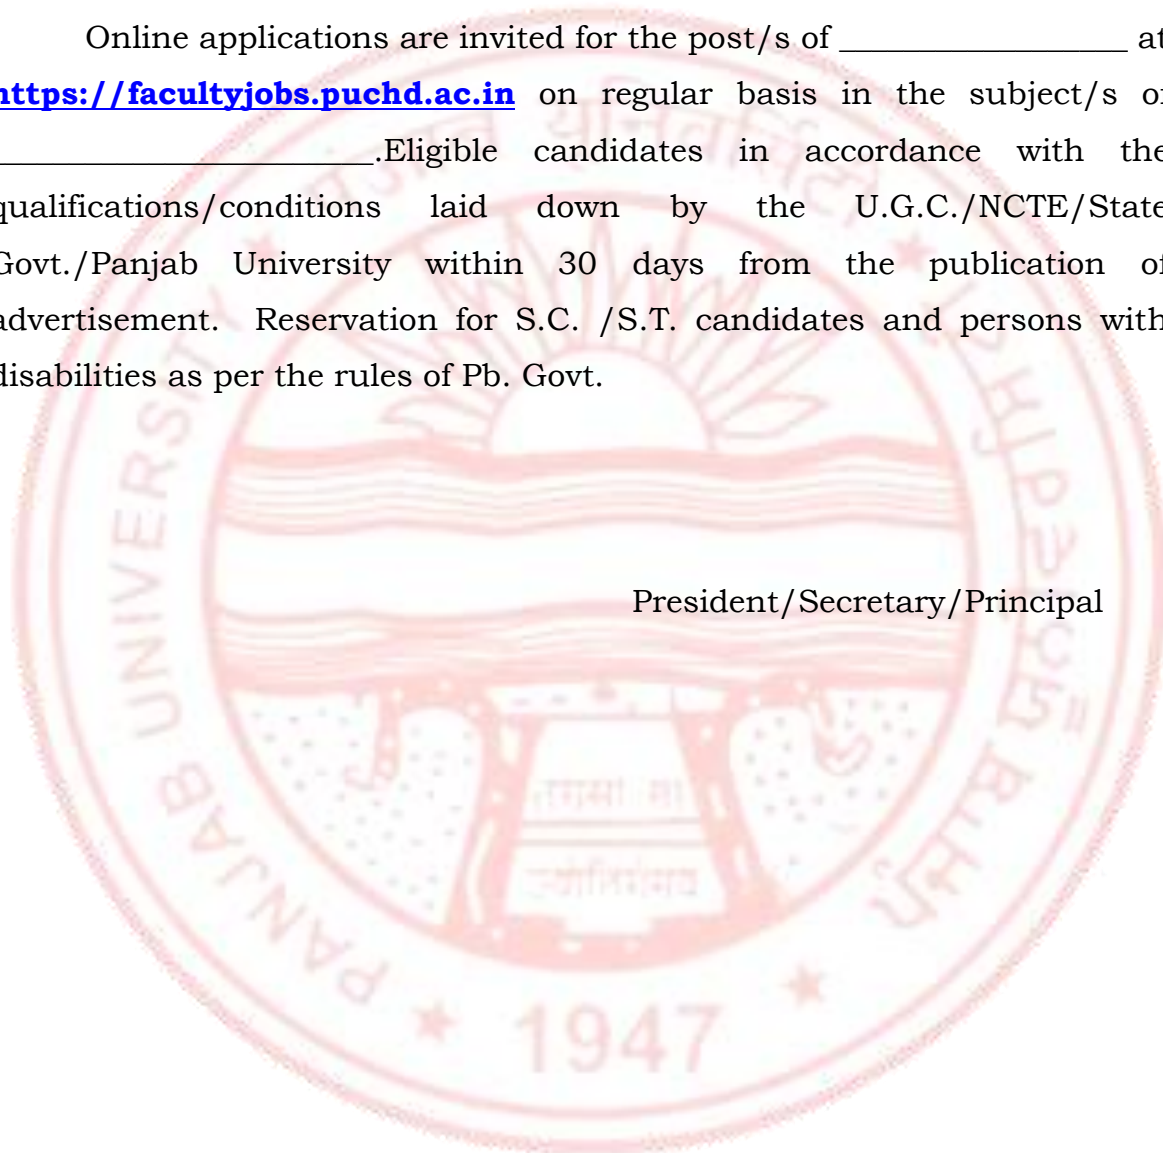 Online applications are invited for the post/s of __________________ at
https://facultyjobs.puchd.ac.in on regular basis in the subject/s of
________________________.Eligible candidates in accordance with the
qualifications/conditions laid down by the U.G.C./NCTE/State
Govt./Panjab University within 30 days from the publication of
advertisement. Reservation for S.C. /S.T. candidates and persons with
disabilities as per the rules of Pb. Govt.
President/Secretary/Principal
PANJAB UNIVERSITY
1947